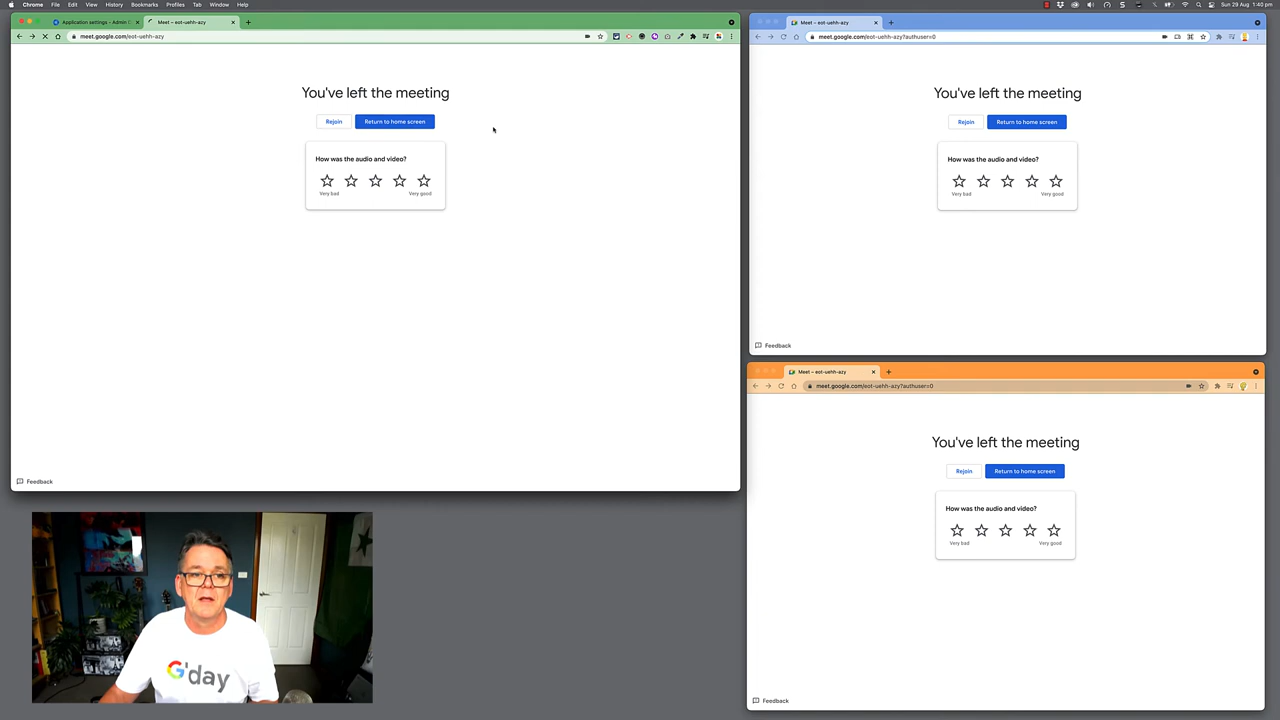 Chrome File Edit View History Bookmarks Profiles Tab Window Help
Sun 29 Aug 1:40 pm
Application settings - Admin
Meet – eot-uehh-azy
meet.google.com/eot-uehh-azy
You've left the meeting
Rejoin
Return to home screen
How was the audio and video?
Very bad
Very good
Feedback
Meet – eot-uehh-azy
meet.google.com/eot-uehh-azy?authuser=0
You've left the meeting
Rejoin
Return to home screen
How was the audio and video?
Very bad
Very good
Feedback
Meet – eot-uehh-azy
meet.google.com/eot-uehh-azy?authuser=0
You've left the meeting
Rejoin
Return to home screen
How was the audio and video?
Very bad
Very good
Feedback
G'day